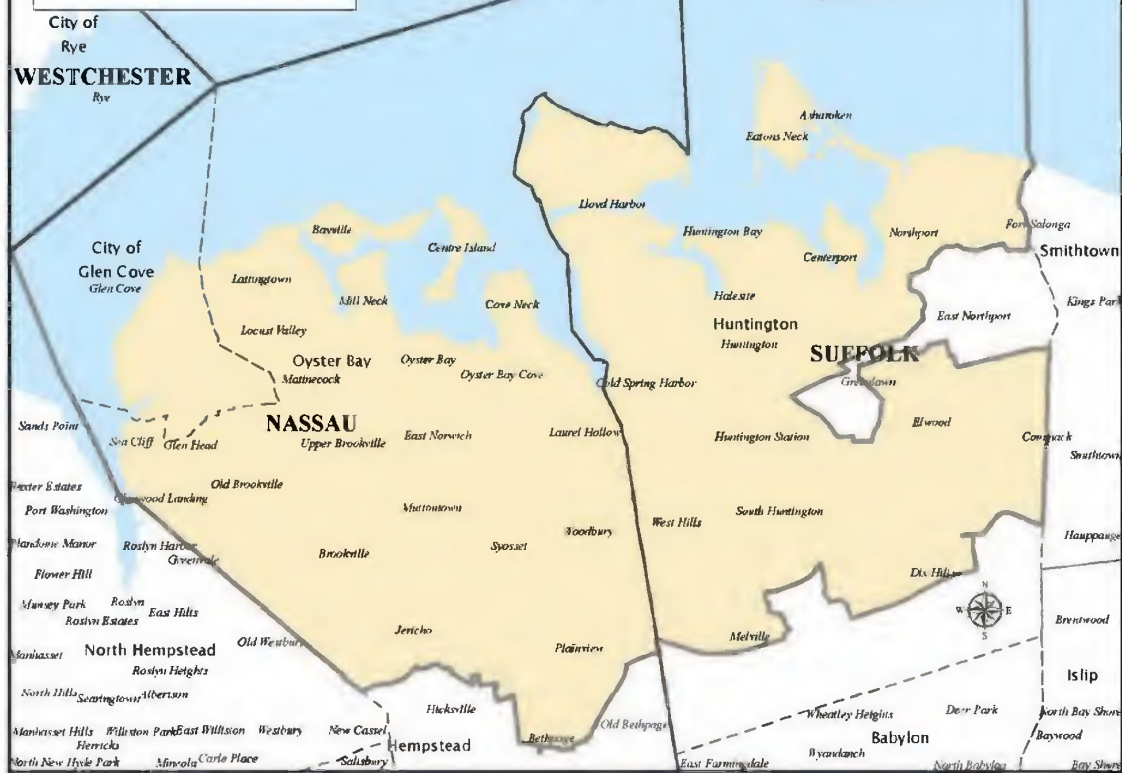 City of
Rye
WESTCHESTER
Rye
Asharoken
Eatons Neck
Lloyd Harbor
Bayville
Huntington Bay
Northport
Fort Salonga
City of
Glen Cove
Glen Cove
Centre Island
Centerport
Smithtown
Lattingtown
Mill Neck
Cove Neck
Halesite
Kings Park
East Northport
Locust Valley
Huntington
Huntington
SUFFOLK
Oyster Bay
Matinecock
Oyster Bay
Oyster Bay Cove
Cold Spring Harbor
Greenlawn
Sands Point
NASSAU
Sea Cliff
Glen Head
Upper Brookville
East Norwich
Laurel Hollow
Huntington Station
Elwood
Commack
Smithtown
Baxter Estates
Glenwood Landing
Old Brookville
Port Washington
Muttontown
Woodbury
West Hills
South Huntington
Plandome Manor
Roslyn Harbor
Greenvale
Brookville
Syosset
Hauppauge
Flower Hill
Dix Hills
N
W
E
S
Munsey Park
Roslyn
Roslyn Estates
East Hills
Brentwood
Manhasset
North Hempstead
Old Westbury
Jericho
Plainview
Melville
Roslyn Heights
Islip
North Hills
Searingtown
Albertson
Hicksville
Old Bethpage
Wheatley Heights
Deer Park
North Bay Shore
Manhasset Hills
Williston Park
East Williston
Westbury
New Cassel
Herricks
Hempstead
Bethpage
Babylon
Baywood
North New Hyde Park
Mineola
Carle Place
Salisbury
East Farmingdale
Wyandanch
North Babylon
Bay Shore